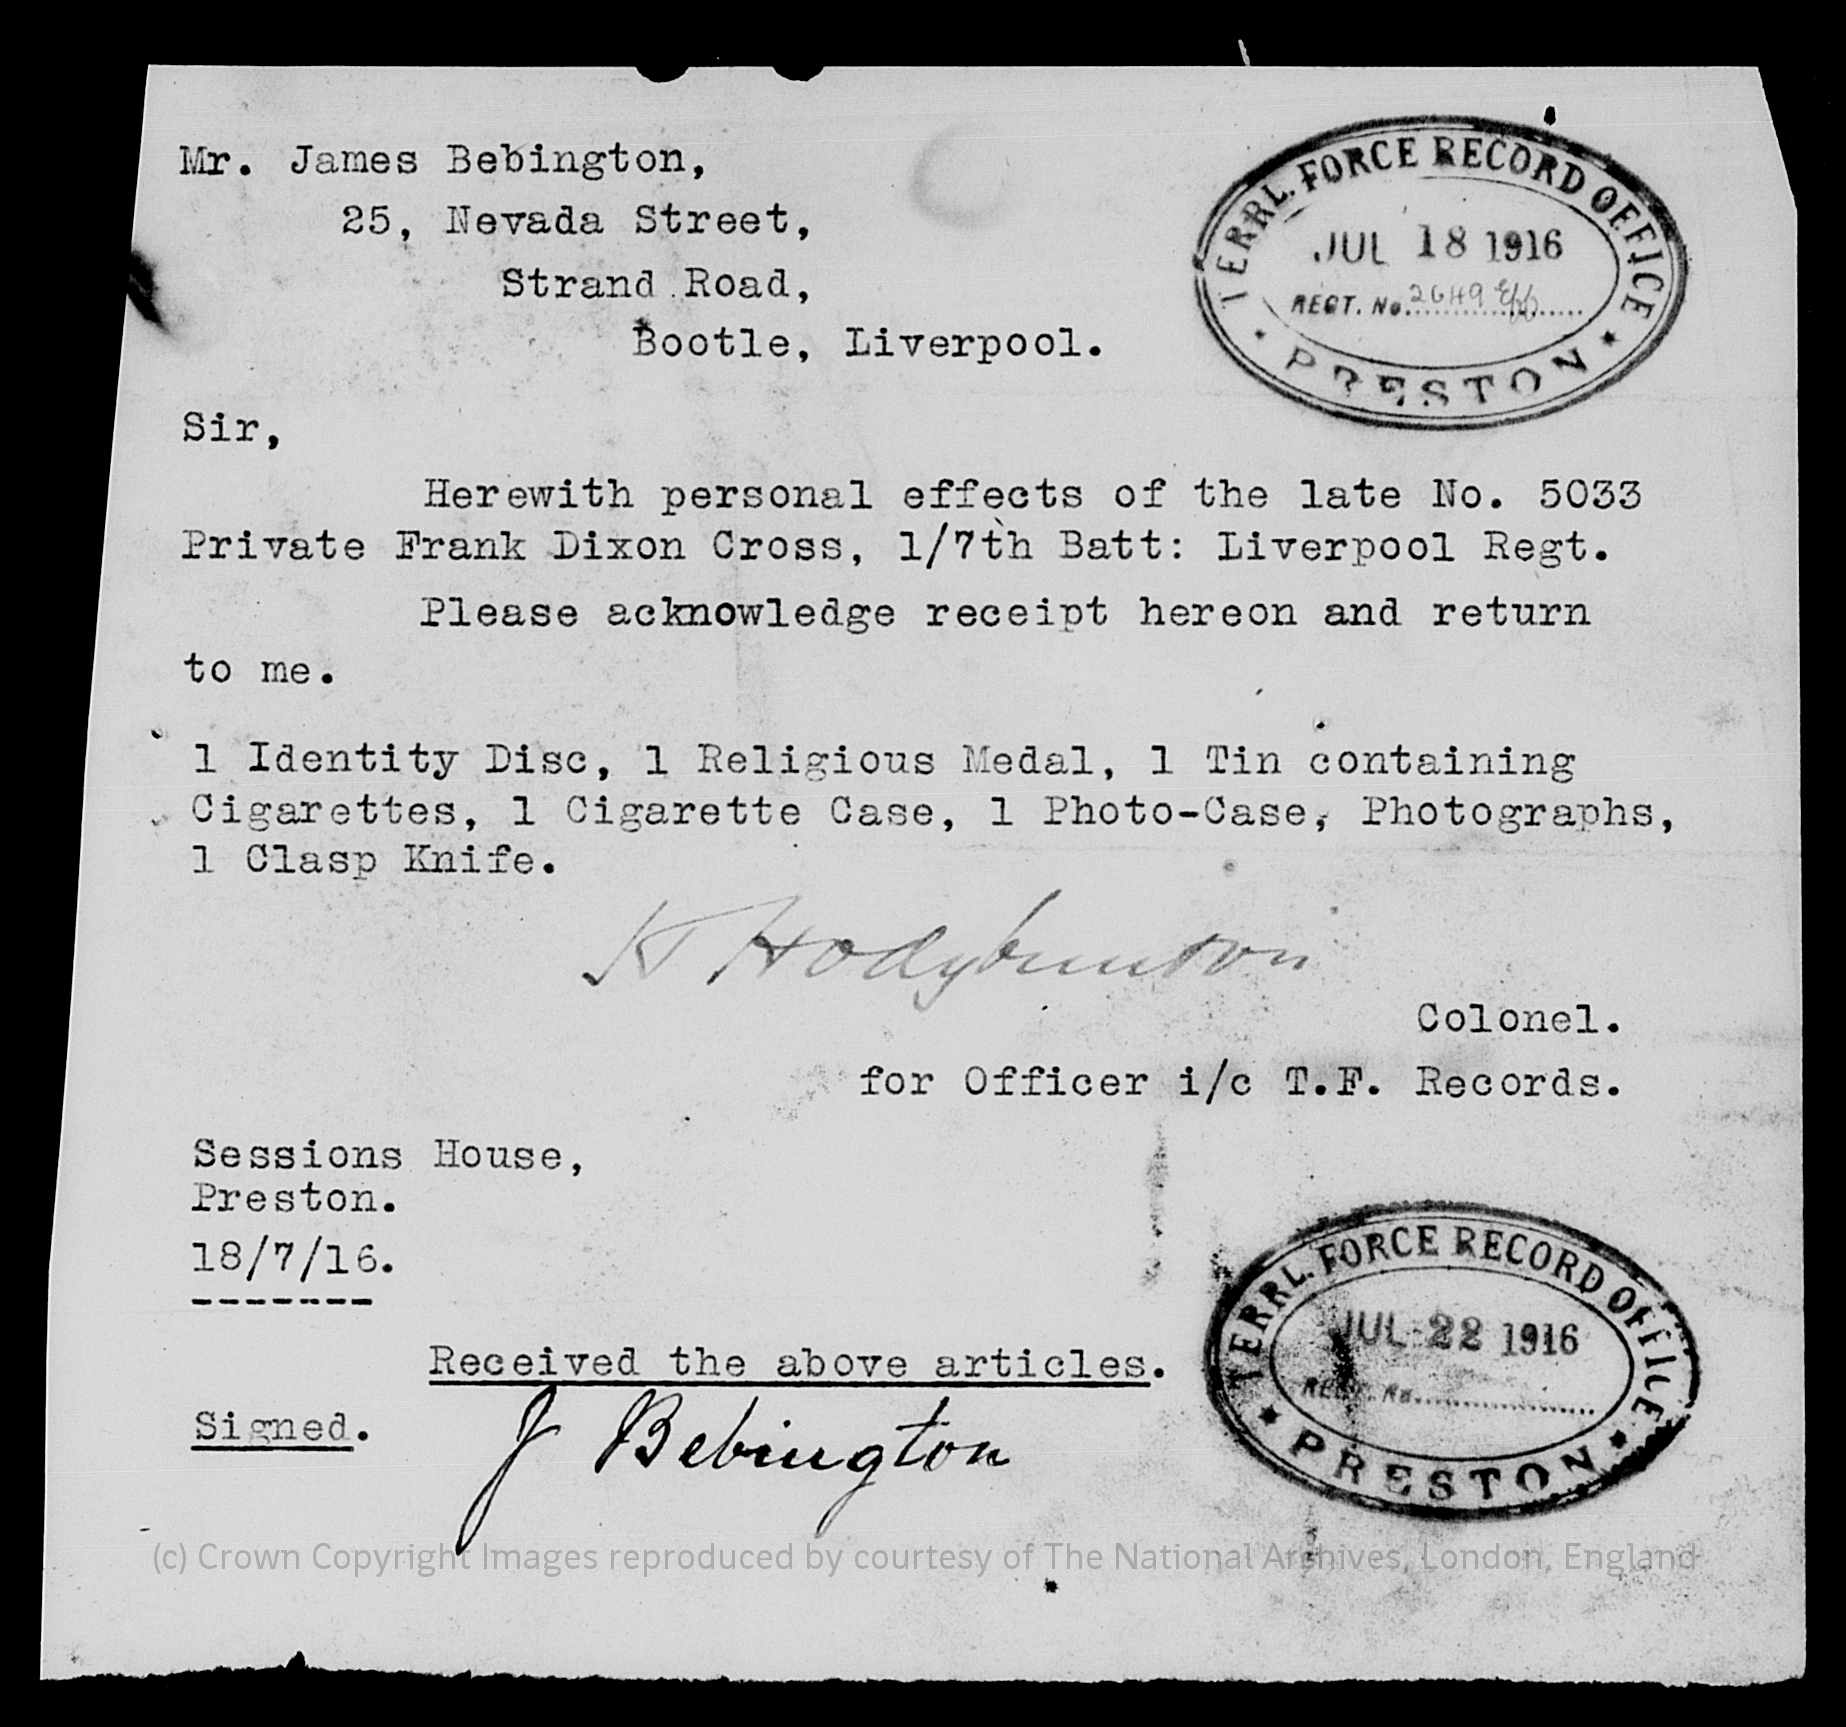 Mr. James Bebington,
25, Nevada Street,
Strand Road,
Bootle, Liverpool.
TERRL. FORCE RECORD OFFICE
JUL 18 1916
REGT. No. 2649 Eff
PRESTON
Sir,
Herewith personal effects of the late No. 5033
Private Frank Dixon Cross, 1/7th Batt: Liverpool Regt.
Please acknowledge receipt hereon and return
to me.
1 Identity Disc, 1 Religious Medal, 1 Tin containing
Cigarettes, 1 Cigarette Case, 1 Photo-Case, Photographs,
1 Clasp Knife.
Colonel.
for Officer i/c T.F. Records.
Sessions House,
Preston.
18/7/16.
-------
TERRL. FORCE RECORD OFFICE
JUL 22 1916
REGT. No.
PRESTON
Received the above articles.
Signed. J Bebington
(c) Crown Copyright Images reproduced by courtesy of The National Archives, London, England